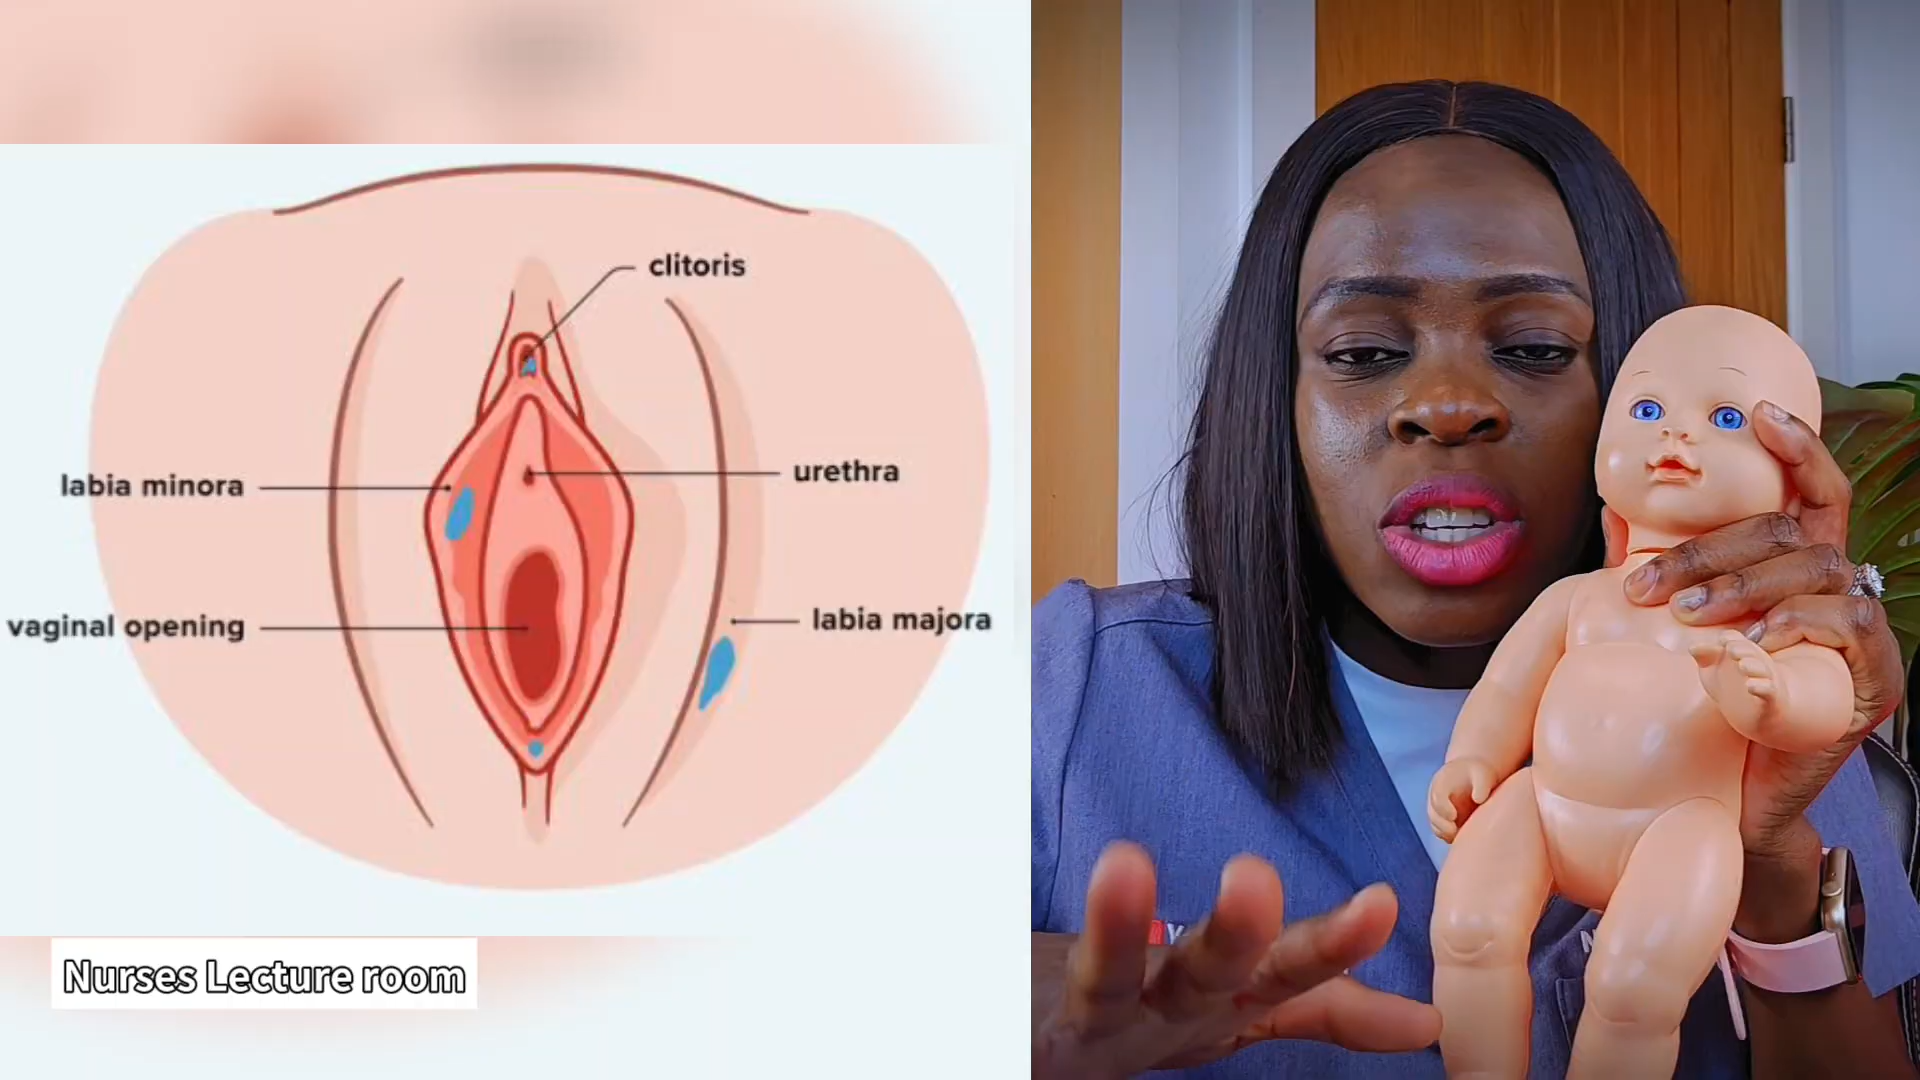 clitoris
labia minora
urethra
vaginal opening
labia majora
Nurses Lecture room